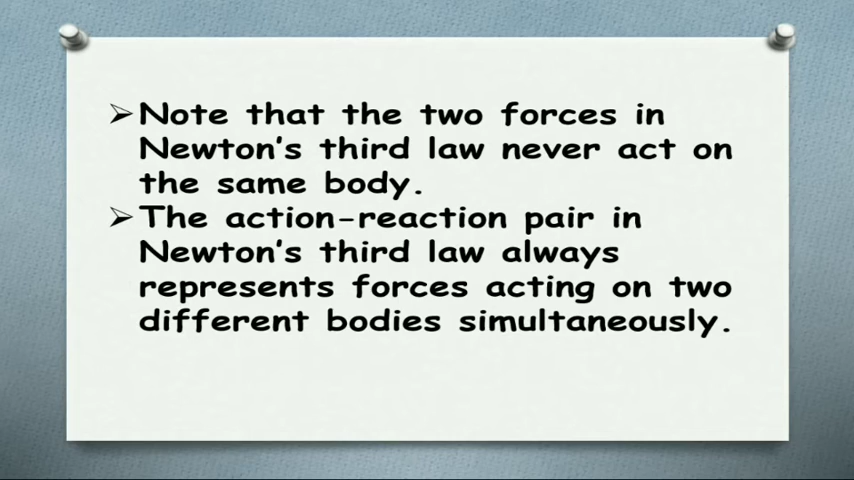 ➢Note that the two forces in
Newton's third law never act on
the same body.
➢The action-reaction pair in
Newton's third law always
represents forces acting on two
different bodies simultaneously.